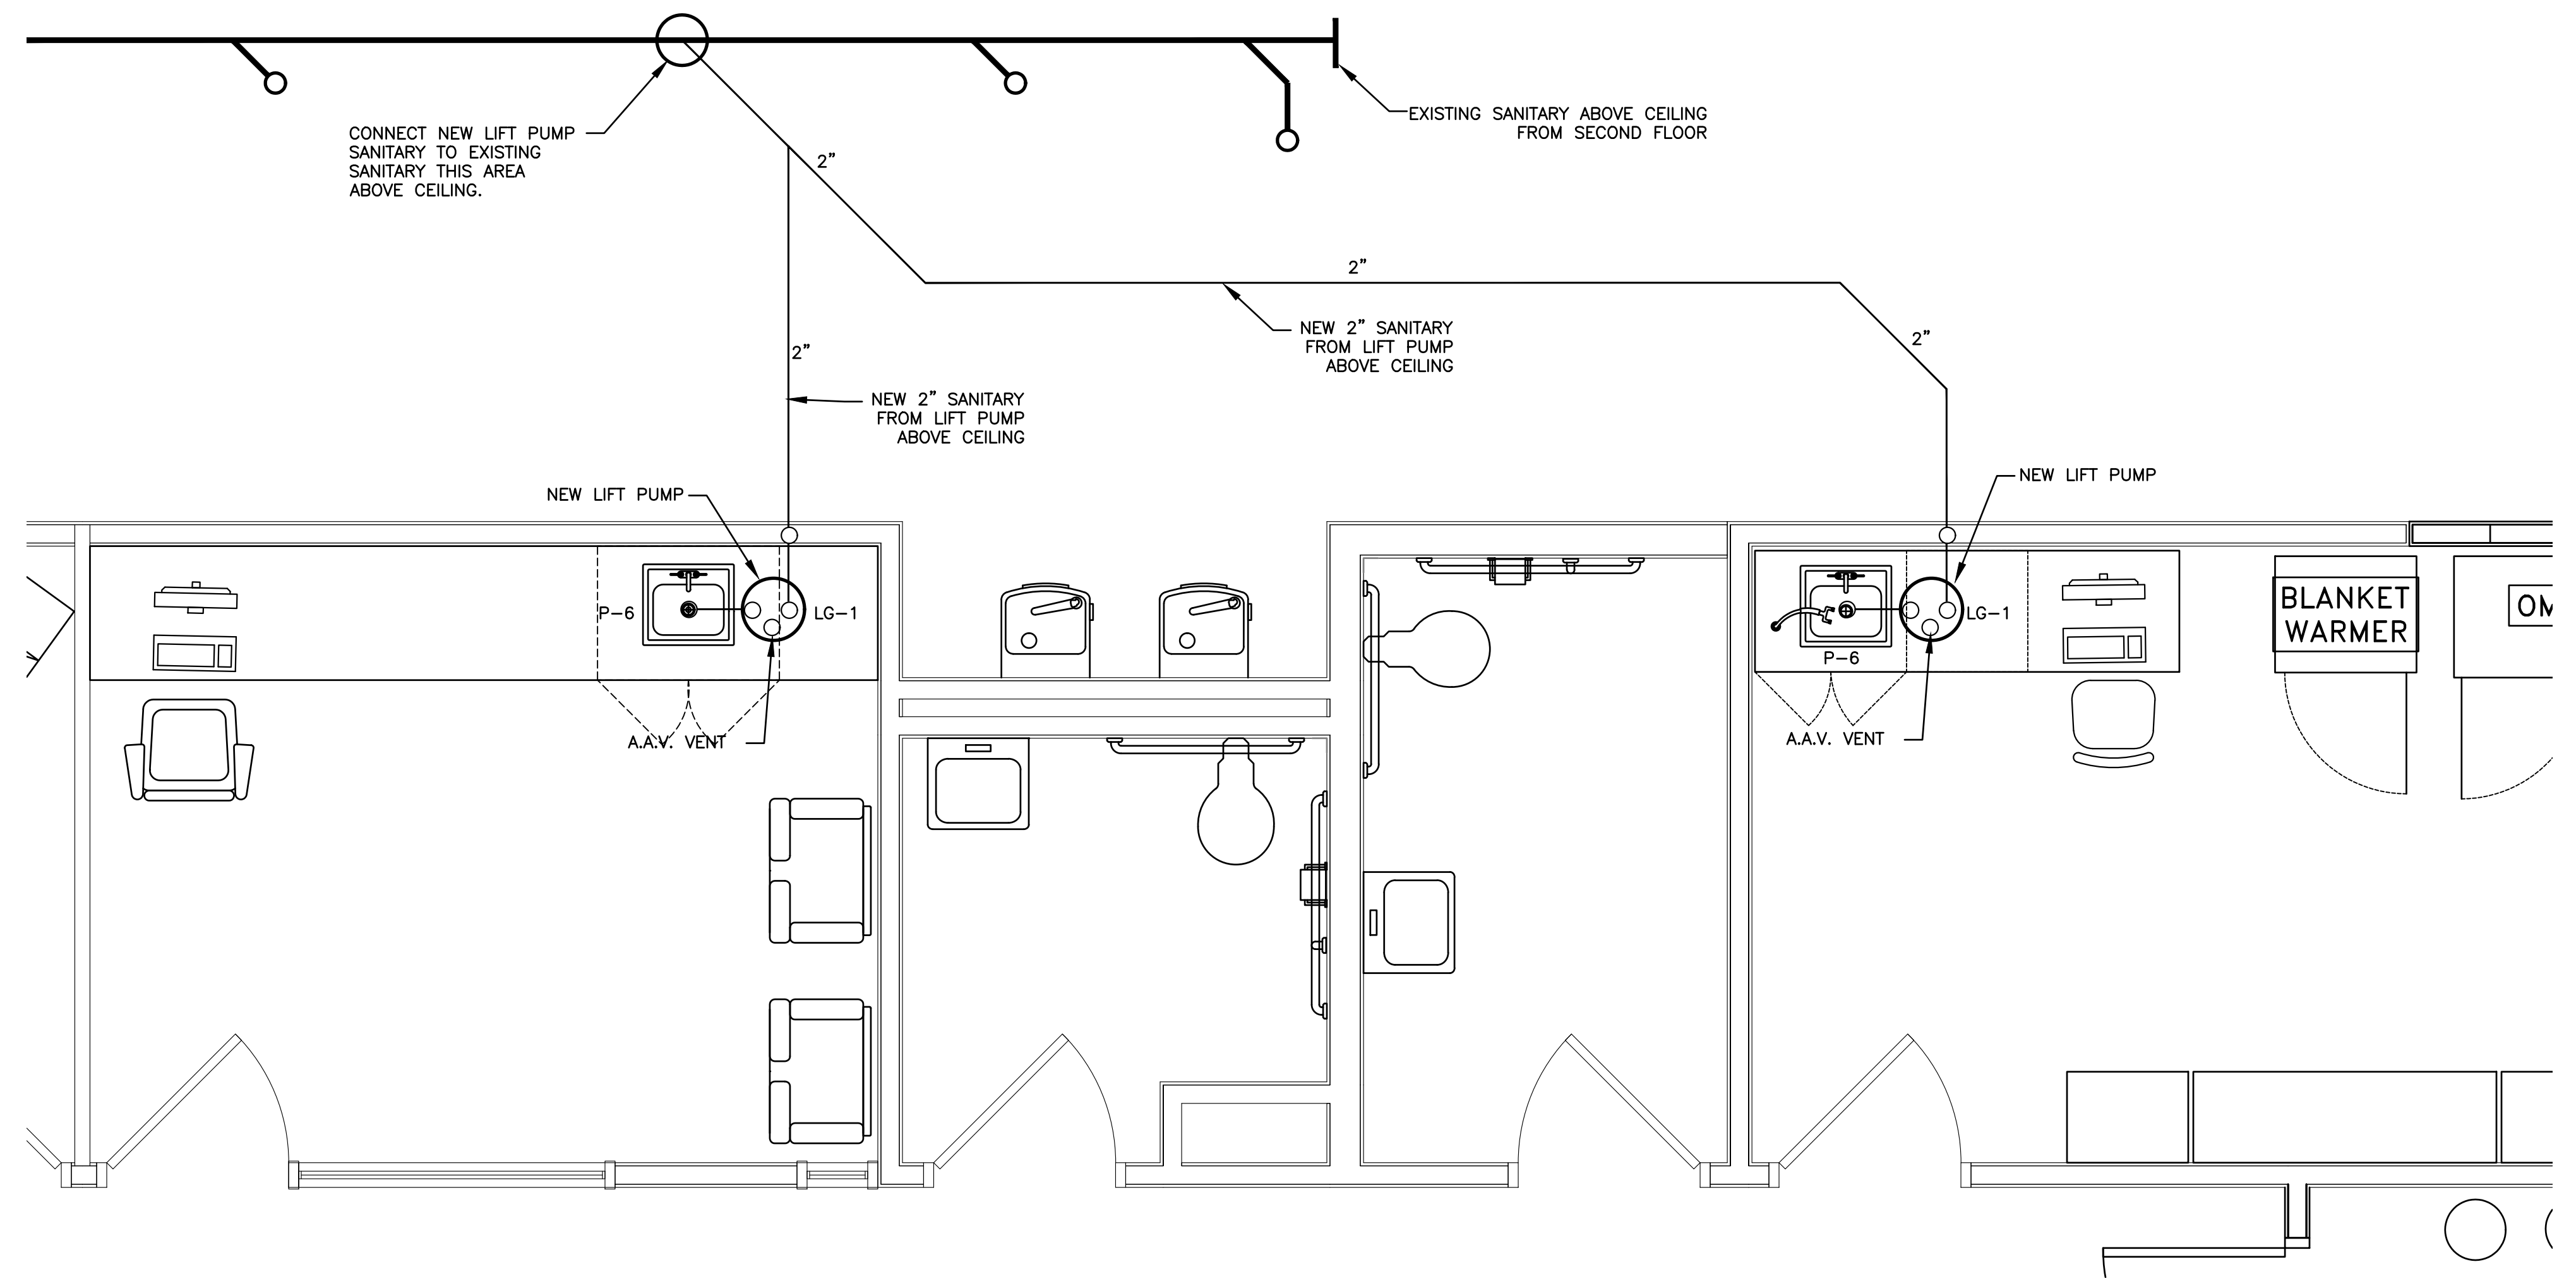 CONNECT NEW LIFT PUMP
SANITARY TO EXISTING
SANITARY THIS AREA
ABOVE CEILING.
EXISTING SANITARY ABOVE CEILING
FROM SECOND FLOOR
2”
2”
2”
2”
NEW 2” SANITARY
FROM LIFT PUMP
ABOVE CEILING
NEW 2” SANITARY
FROM LIFT PUMP
ABOVE CEILING
NEW LIFT PUMP
NEW LIFT PUMP
P-6
LG-1
A.A.V. VENT
LG-1
P-6
A.A.V. VENT
BLANKET
WARMER
OM